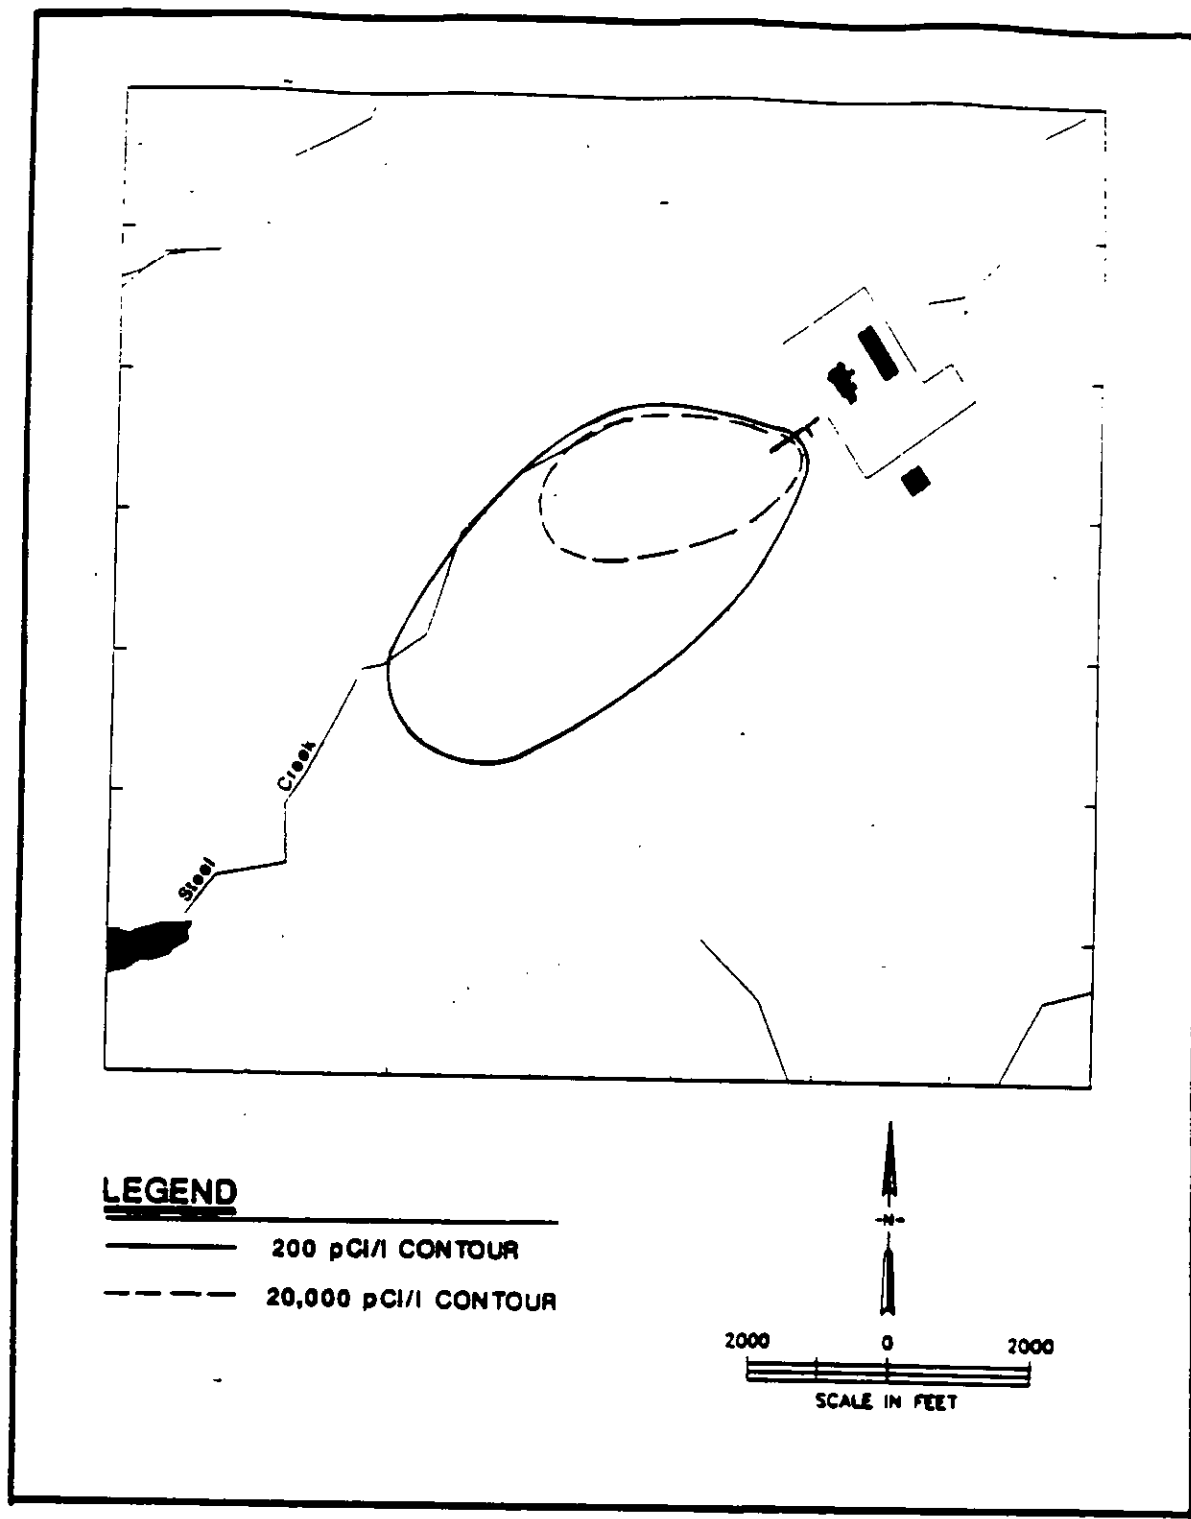 Creek
Steel
LEGEND
200 pCi/l CONTOUR
20,000 pCi/l CONTOUR
-N-
2000 0 2000
SCALE IN FEET